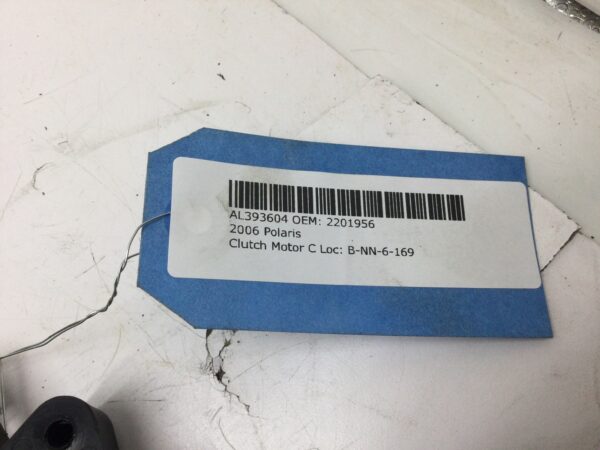 AL393604 OEM: 2201956
2006 Polaris
Clutch Motor C Loc: B-NN-6-169